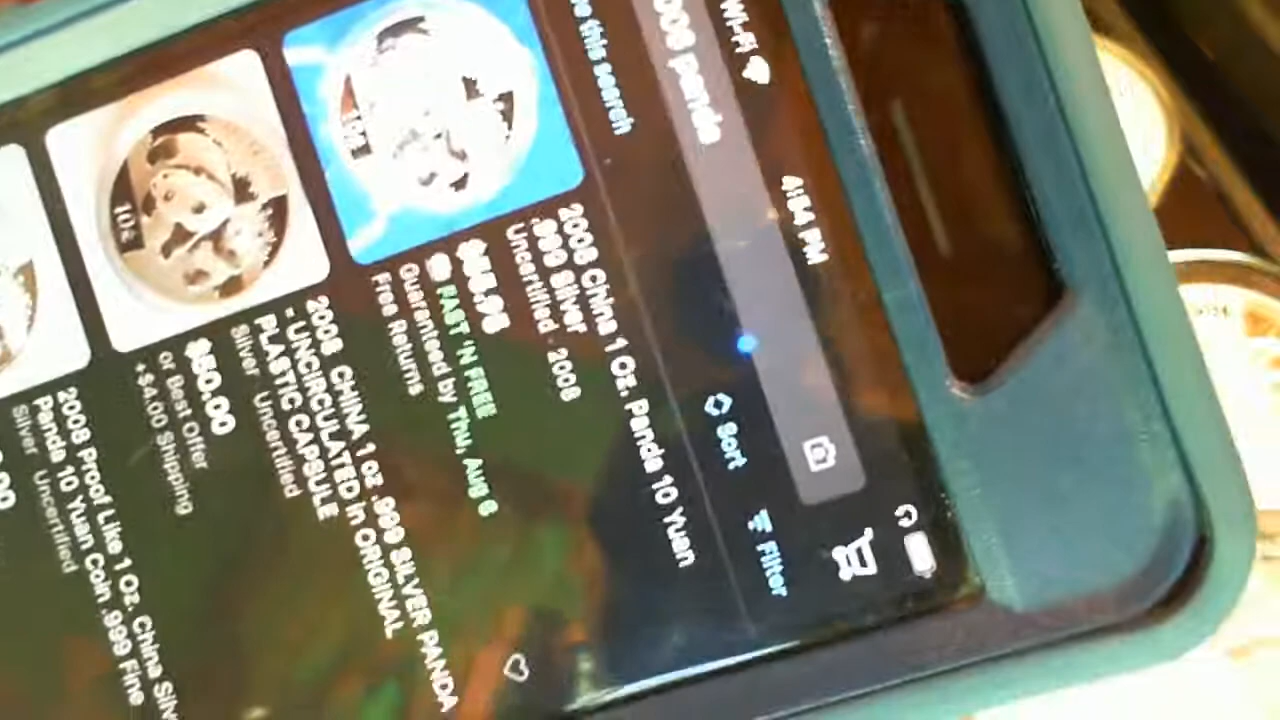 Wi-Fi
4:54 PM
panda
this search
Sort
Filter
2008 China 1 Oz. Panda 10 Yuan
.999 Silver
Uncertified · 2008
FAST 'N FREE
Guaranteed by Thu, Aug 6
Free Returns
2008 CHINA 1 oz .999 SILVER PANDA
- UNCIRCULATED in ORIGINAL
PLASTIC CAPSULE
Silver · Uncertified
$50.00
or Best Offer
+$4.00 Shipping
2008 Proof Like 1 Oz. China Silv
Panda 10 Yuan Coin .999 Fine
Silver · Uncertified